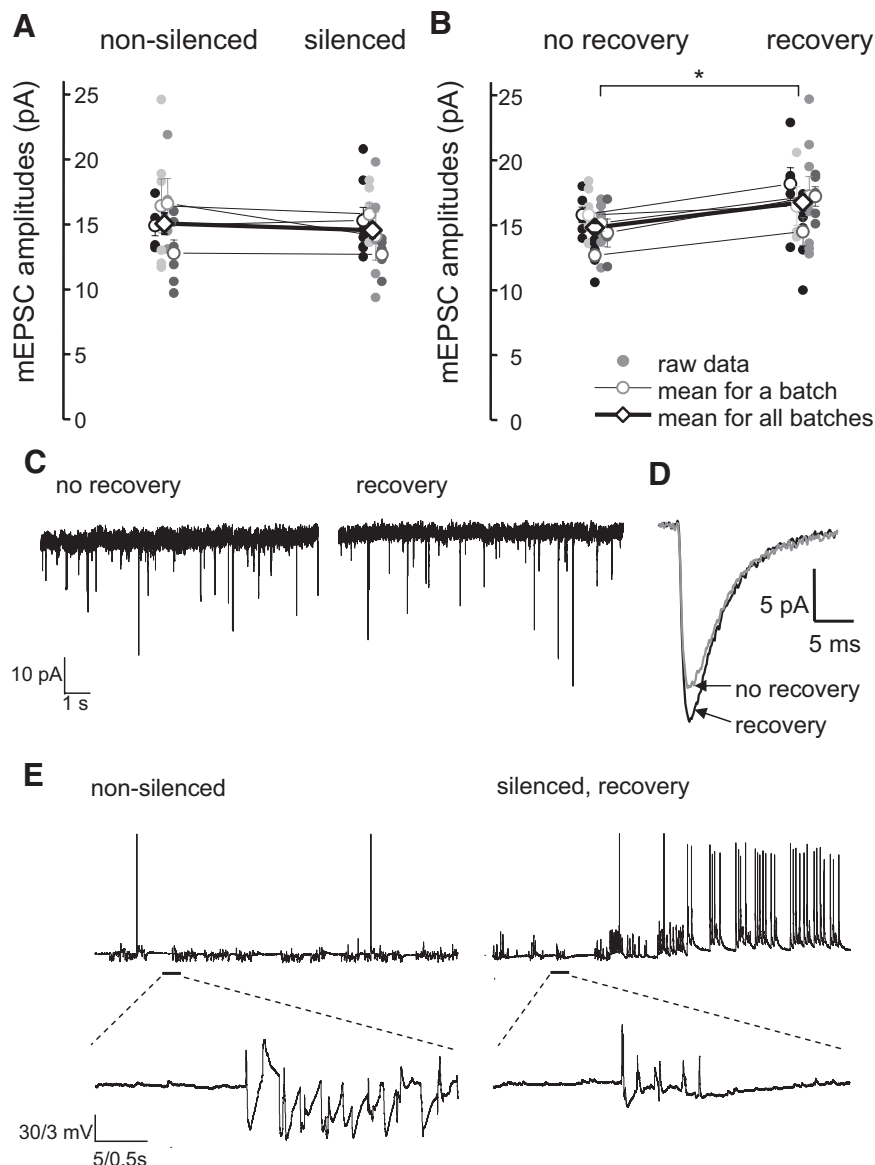 A
non-silenced
silenced
mEPSC amplitudes (pA)
25
20
15
10
5
0
B
no recovery
recovery
*
mEPSC amplitudes (pA)
25
20
15
10
5
0
raw data
mean for a batch
mean for all batches
C
no recovery
recovery
10 pA
1 s
D
5 pA
5 ms
no recovery
recovery
E
non-silenced
silenced, recovery
30/3 mV
5/0.5s